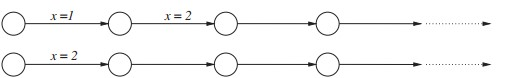 x=1 x = 2
x = 2